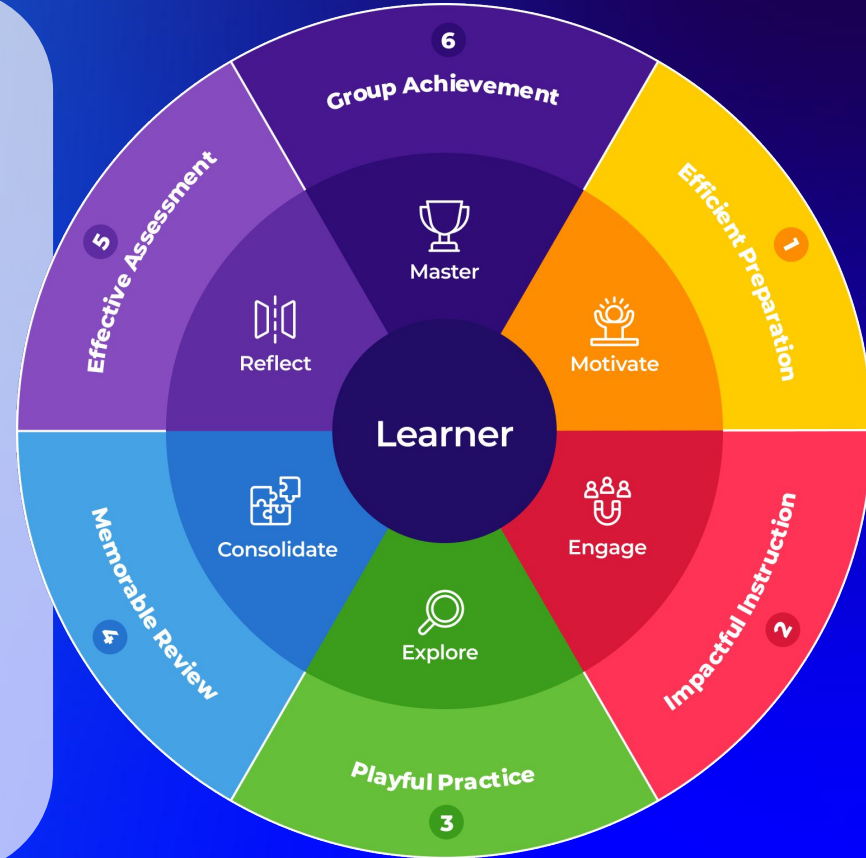 6
Group Achievement
Master
1
Efficient Preparation
Motivate
2
Impactful Instruction
Engage
3
Playful Practice
Explore
4
Memorable Review
Consolidate
5
Effective Assessment
Reflect
Learner